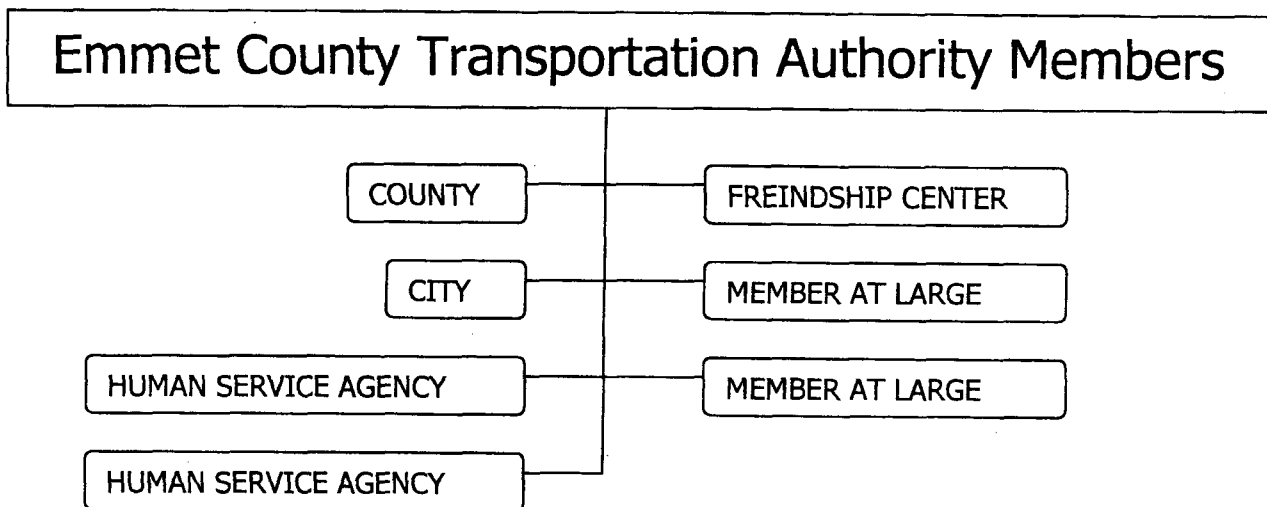 Emmet County Transportation Authority Members
COUNTY
FREINDSHIP CENTER
CITY
MEMBER AT LARGE
HUMAN SERVICE AGENCY
MEMBER AT LARGE
HUMAN SERVICE AGENCY